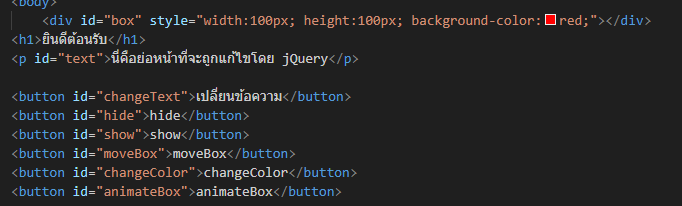 <body>
<div id="box" style="width:100px; height:100px; background-color:red;"></div>
<h1>ยินดีต้อนรับ</h1>
<p id="text">นี่คือย่อหน้าที่จะถูกแก้ไขโดย jQuery</p>
<button id="changeText">เปลี่ยนข้อความ</button>
<button id="hide">hide</button>
<button id="show">show</button>
<button id="moveBox">moveBox</button>
<button id="changeColor">changeColor</button>
<button id="animateBox">animateBox</button>